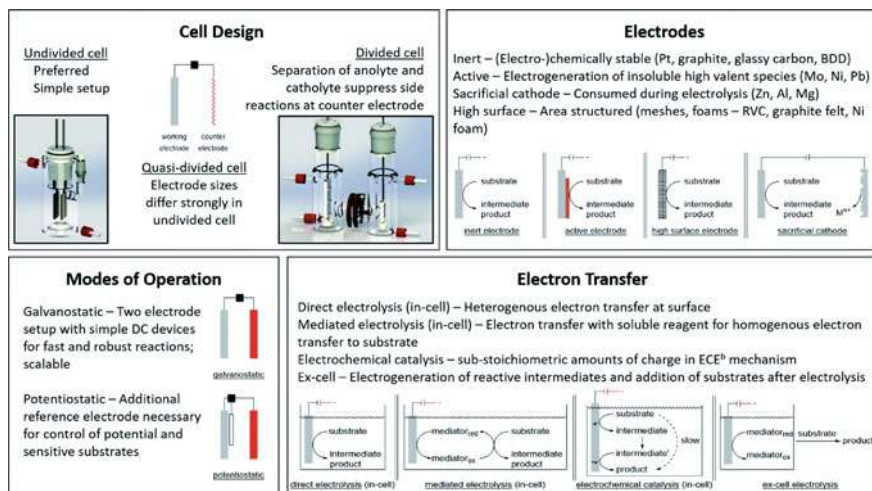 Cell Design
Undivided cell
Preferred
Simple setup
working
electrode
counter
electrode
Quasi-divided cell
Electrode sizes
differ strongly in
undivided cell
Divided cell
Separation of anolyte and
catholyte suppress side
reactions at counter electrode
Electrodes
Inert – (Electro-)chemically stable (Pt, graphite, glassy carbon, BDD)
Active – Electrogeneration of insoluble high valent species (Mo, Ni, Pb)
Sacrificial cathode – Consumed during electrolysis (Zn, Al, Mg)
High surface – Area structured (meshes, foams – RVC, graphite felt, Ni
foam)
substrate
intermediate
product
inert electrode
substrate
intermediate
product
active electrode
substrate
intermediate
product
high surface electrode
substrate
intermediate
product
Mⁿ⁺
sacrificial cathode
Modes of Operation
Galvanostatic – Two electrode
setup with simple DC devices
for fast and robust reactions;
scalable
galvanostatic
Potentiostatic – Additional
reference electrode necessary
for control of potential and
sensitive substrates
potentiostatic
Electron Transfer
Direct electrolysis (in-cell) – Heterogenous electron transfer at surface
Mediated electrolysis (in-cell) – Electron transfer with soluble reagent for homogenous electron
transfer to substrate
Electrochemical catalysis – sub-stoichiometric amounts of charge in ECEᵇ mechanism
Ex-cell – Electrogeneration of reactive intermediates and addition of substrates after electrolysis
substrate
intermediate
product
direct electrolysis (in-cell)
mediator_red
mediator_ox
substrate
intermediate
product
mediated electrolysis (in-cell)
substrate
intermediate
intermediate'
product
slow
electrochemical catalysis (in-cell)
mediator_red
mediator_ox
substrate
product
ex-cell electrolysis